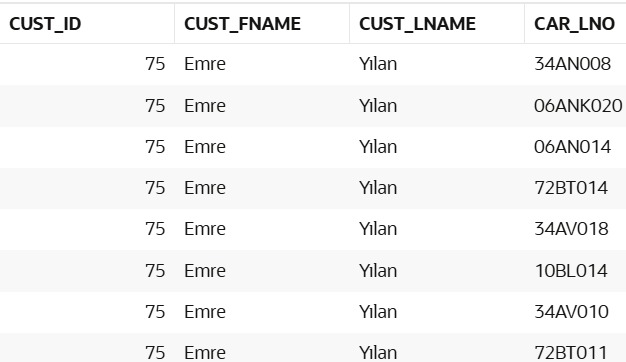 CUST_ID CUST_FNAME CUST_LNAME CAR_LNO
75 Emre Yılan 34AN008
75 Emre Yılan 06ANK020
75 Emre Yılan 06AN014
75 Emre Yılan 72BT014
75 Emre Yılan 34AV018
75 Emre Yılan 10BL014
75 Emre Yılan 34AV010
75 Emre Yılan 72BT011